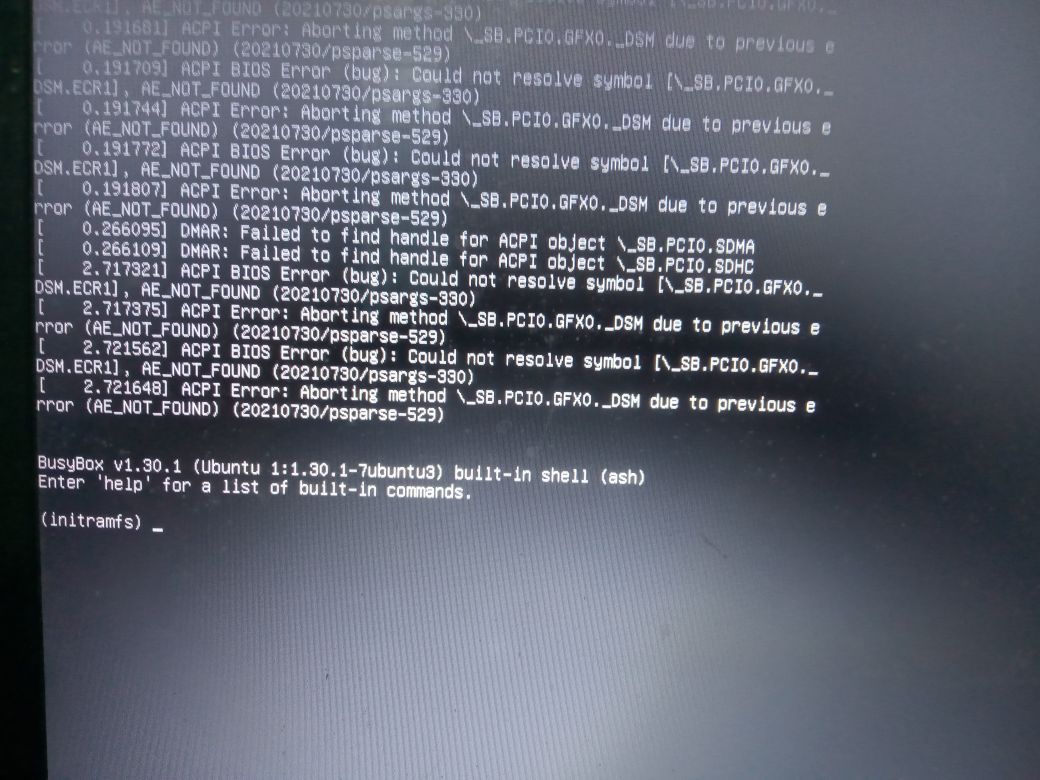 DSM.ECR1], AE_NOT_FOUND (20210730/psargs-330)
[    0.191681] ACPI Error: Aborting method \_SB.PCI0.GFX0._DSM due to previous e
rror (AE_NOT_FOUND) (20210730/psparse-529)
[    0.191709] ACPI BIOS Error (bug): Could not resolve symbol [\_SB.PCI0.GFX0._
DSM.ECR1], AE_NOT_FOUND (20210730/psargs-330)
[    0.191744] ACPI Error: Aborting method \_SB.PCI0.GFX0._DSM due to previous e
rror (AE_NOT_FOUND) (20210730/psparse-529)
[    0.191772] ACPI BIOS Error (bug): Could not resolve symbol [\_SB.PCI0.GFX0._
DSM.ECR1], AE_NOT_FOUND (20210730/psargs-330)
[    0.191807] ACPI Error: Aborting method \_SB.PCI0.GFX0._DSM due to previous e
rror (AE_NOT_FOUND) (20210730/psparse-529)
[    0.266095] DMAR: Failed to find handle for ACPI object \_SB.PCI0.SDMA
[    0.266109] DMAR: Failed to find handle for ACPI object \_SB.PCI0.SDHC
[    2.717321] ACPI BIOS Error (bug): Could not resolve symbol [\_SB.PCI0.GFX0._
DSM.ECR1], AE_NOT_FOUND (20210730/psargs-330)
[    2.717375] ACPI Error: Aborting method \_SB.PCI0.GFX0._DSM due to previous e
rror (AE_NOT_FOUND) (20210730/psparse-529)
[    2.721562] ACPI BIOS Error (bug): Could not resolve symbol [\_SB.PCI0.GFX0._
DSM.ECR1], AE_NOT_FOUND (20210730/psargs-330)
[    2.721648] ACPI Error: Aborting method \_SB.PCI0.GFX0._DSM due to previous e
rror (AE_NOT_FOUND) (20210730/psparse-529)
BusyBox v1.30.1 (Ubuntu 1:1.30.1-7ubuntu3) built-in shell (ash)
Enter 'help' for a list of built-in commands.
(initramfs) _